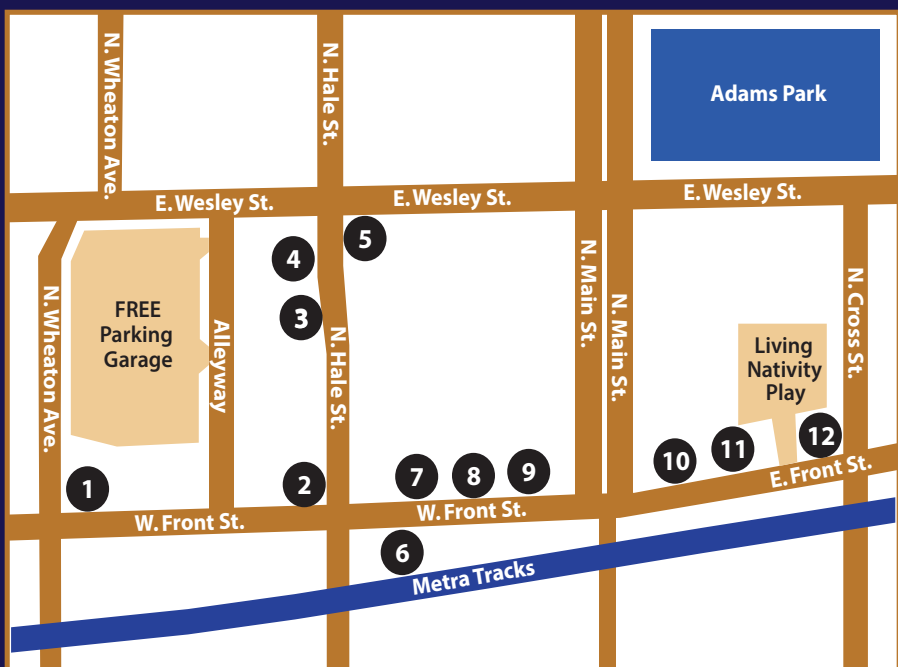 N. Wheaton Ave.
N. Hale St.
Adams Park
E. Wesley St.
E. Wesley St.
E. Wesley St.
5
4
3
FREE
Parking
Garage
Alleyway
N. Wheaton Ave.
N. Hale St.
N. Main St.
N. Main St.
N. Cross St.
Living
Nativity
Play
12
11
10
9
8
7
2
1
E. Front St.
W. Front St.
W. Front St.
6
Metra Tracks